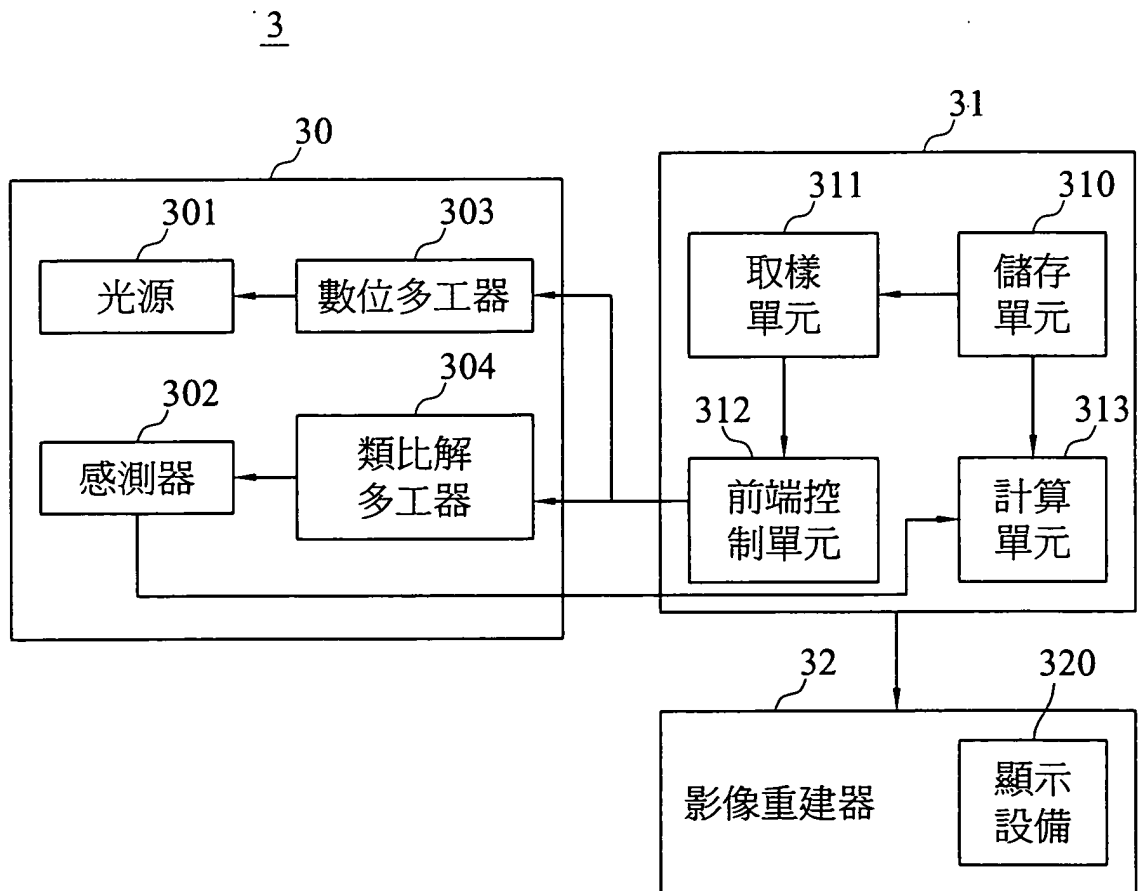 3
30
31
301
303
311
310
光源
數位多工器
取樣
單元
儲存
單元
302
304
312
313
感測器
類比解
多工器
前端控
制單元
計算
單元
32
320
影像重建器
顯示
設備